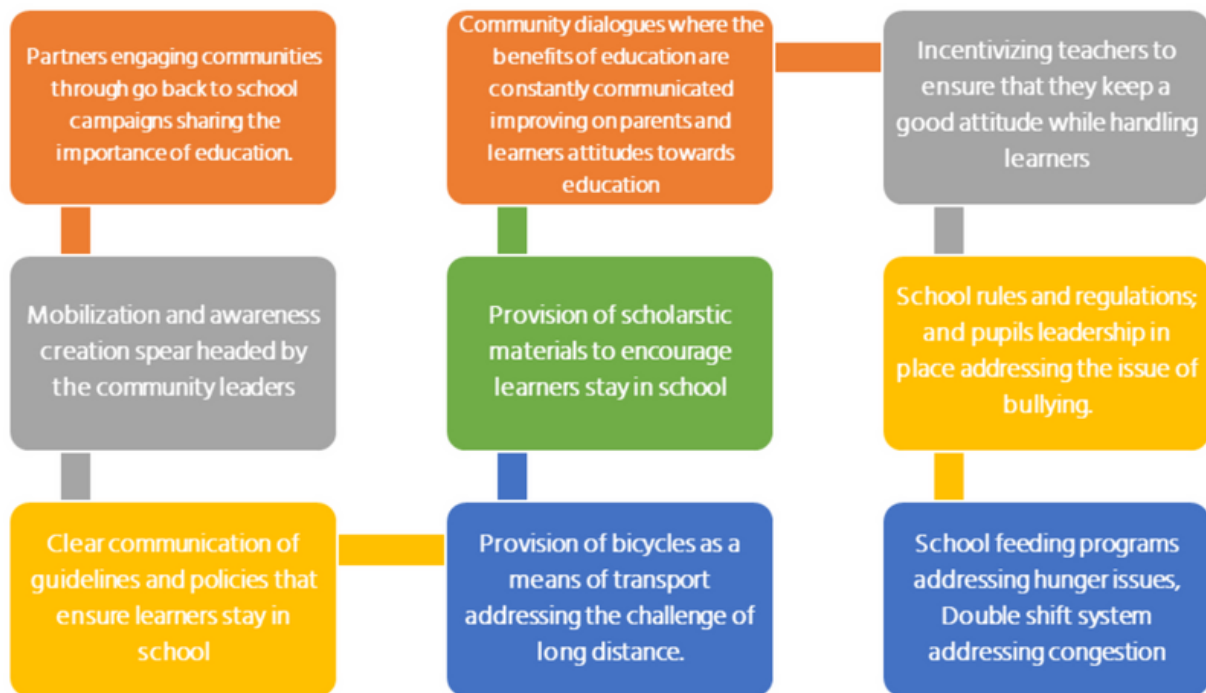 Partners engaging communities
through go back to school
campaigns sharing the
importance of education.
Mobilization and awareness
creation spear headed by
the community leaders
Clear communication of
guidelines and policies that
ensure learners stay in
school
Provision of bicycles as a
means of transport
addressing the challenge of
long distance.
Provision of scholarstic
materials to encourage
learners stay in school
Community dialogues where the
benefits of education are
constantly communicated
improving on parents and
learners attitudes towards
education
Incentivizing teachers to
ensure that they keep a
good attitude while handling
learners
School rules and regulations;
and pupils leadership in
place addressing the issue of
bullying.
School feeding programs
addressing hunger issues,
Double shift system
addressing congestion